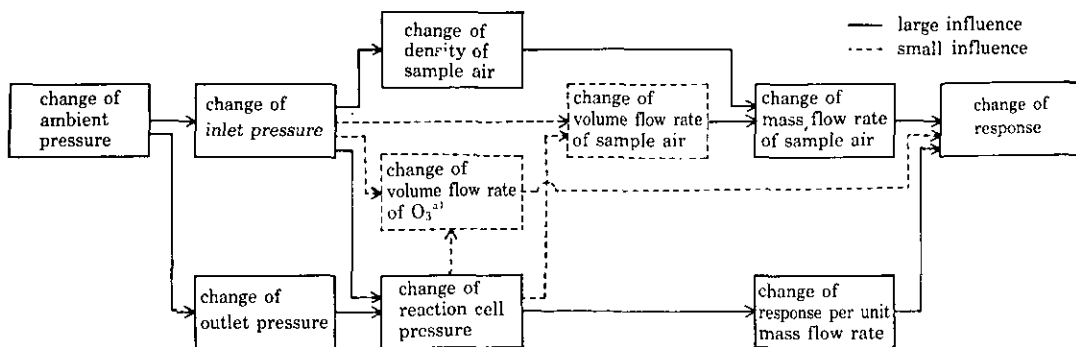 change of
density of
sample air
large influence
small influence
change of
ambient
pressure
change of
inlet pressure
change of
volume flow rate
of sample air
change of
mass flow rate
of sample air
change of
response
change of
volume flow rate
of O₃ᵃ⁾
change of
outlet pressure
change of
reaction cell
pressure
change of
response per unit
mass flow rate